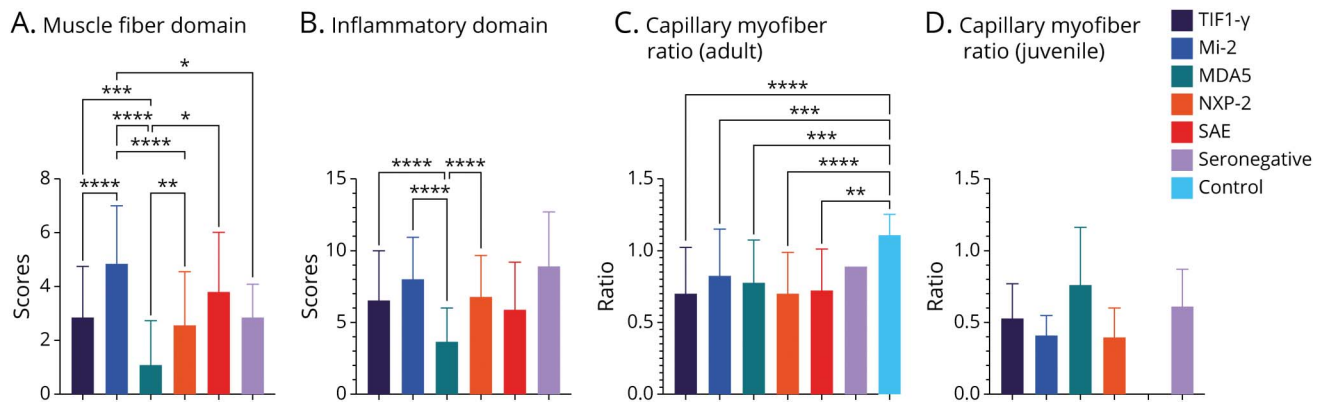 A. Muscle fiber domain
*
***
**** *
****
**** **
8
6
4
2
0
Scores
B. Inflammatory domain
**** ****
****
15
10
5
0
Scores
C. Capillary myofiber
ratio (adult)
****
***
***
****
**
1.5
1.0
0.5
0.0
Ratio
D. Capillary myofiber
ratio (juvenile)
1.5
1.0
0.5
0.0
Ratio
TIF1-γ
Mi-2
MDA5
NXP-2
SAE
Seronegative
Control